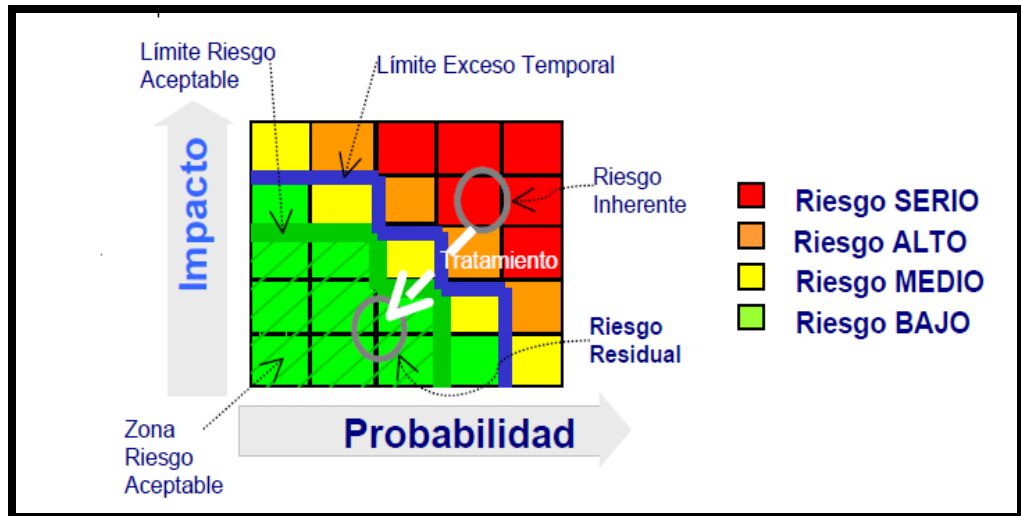 Límite Riesgo
Aceptable
Límite Exceso Temporal
Impacto
Riesgo
Inherente
Tratamiento
Riesgo
Residual
Zona
Riesgo
Aceptable
Probabilidad
Riesgo SERIO
Riesgo ALTO
Riesgo MEDIO
Riesgo BAJO